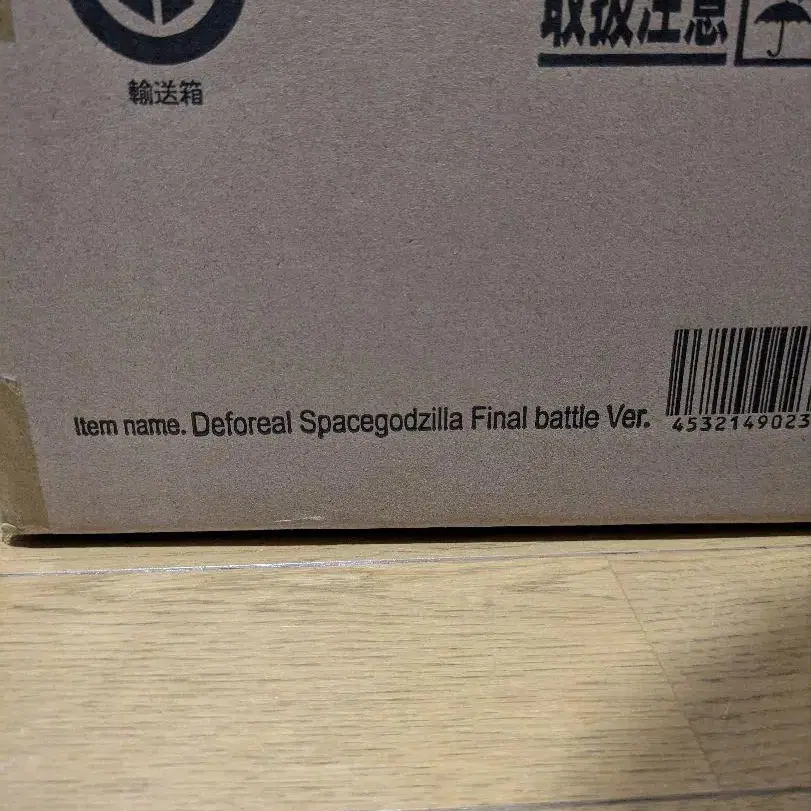 取扱注意
輸送箱
Item name. Deforeal Spacegodzilla Final battle Ver.
4532149023